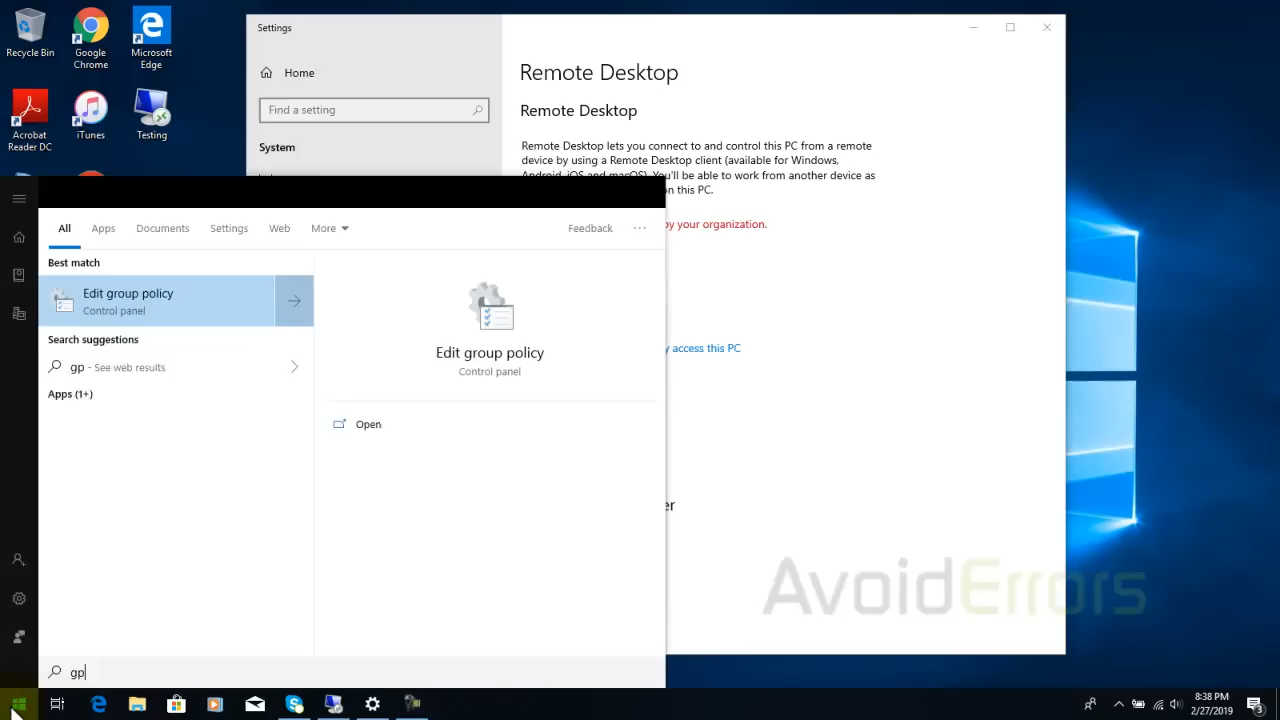 Recycle Bin
Google
Chrome
Microsoft
Edge
Acrobat
Reader DC
iTunes
Testing
Settings
Home
Find a setting
System
Remote Desktop
Remote Desktop
Remote Desktop lets you connect to and control this PC from a remote
device by using a Remote Desktop client (available for Windows,
Android, iOS and macOS). You'll be able to work from another device as
on this PC.
by your organization.
y access this PC
er
All Apps Documents Settings Web More Feedback ...
Best match
Edit group policy
Control panel
Search suggestions
gp - See web results
Apps (1+)
Edit group policy
Control panel
Open
gp
AvoidErrors
8:38 PM
2/27/2019
3